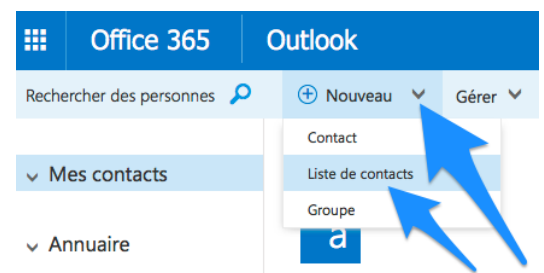 Office 365 Outlook
Rechercher des personnes Nouveau Gérer
Contact
Mes contacts Liste de contacts
Groupe
Annuaire a